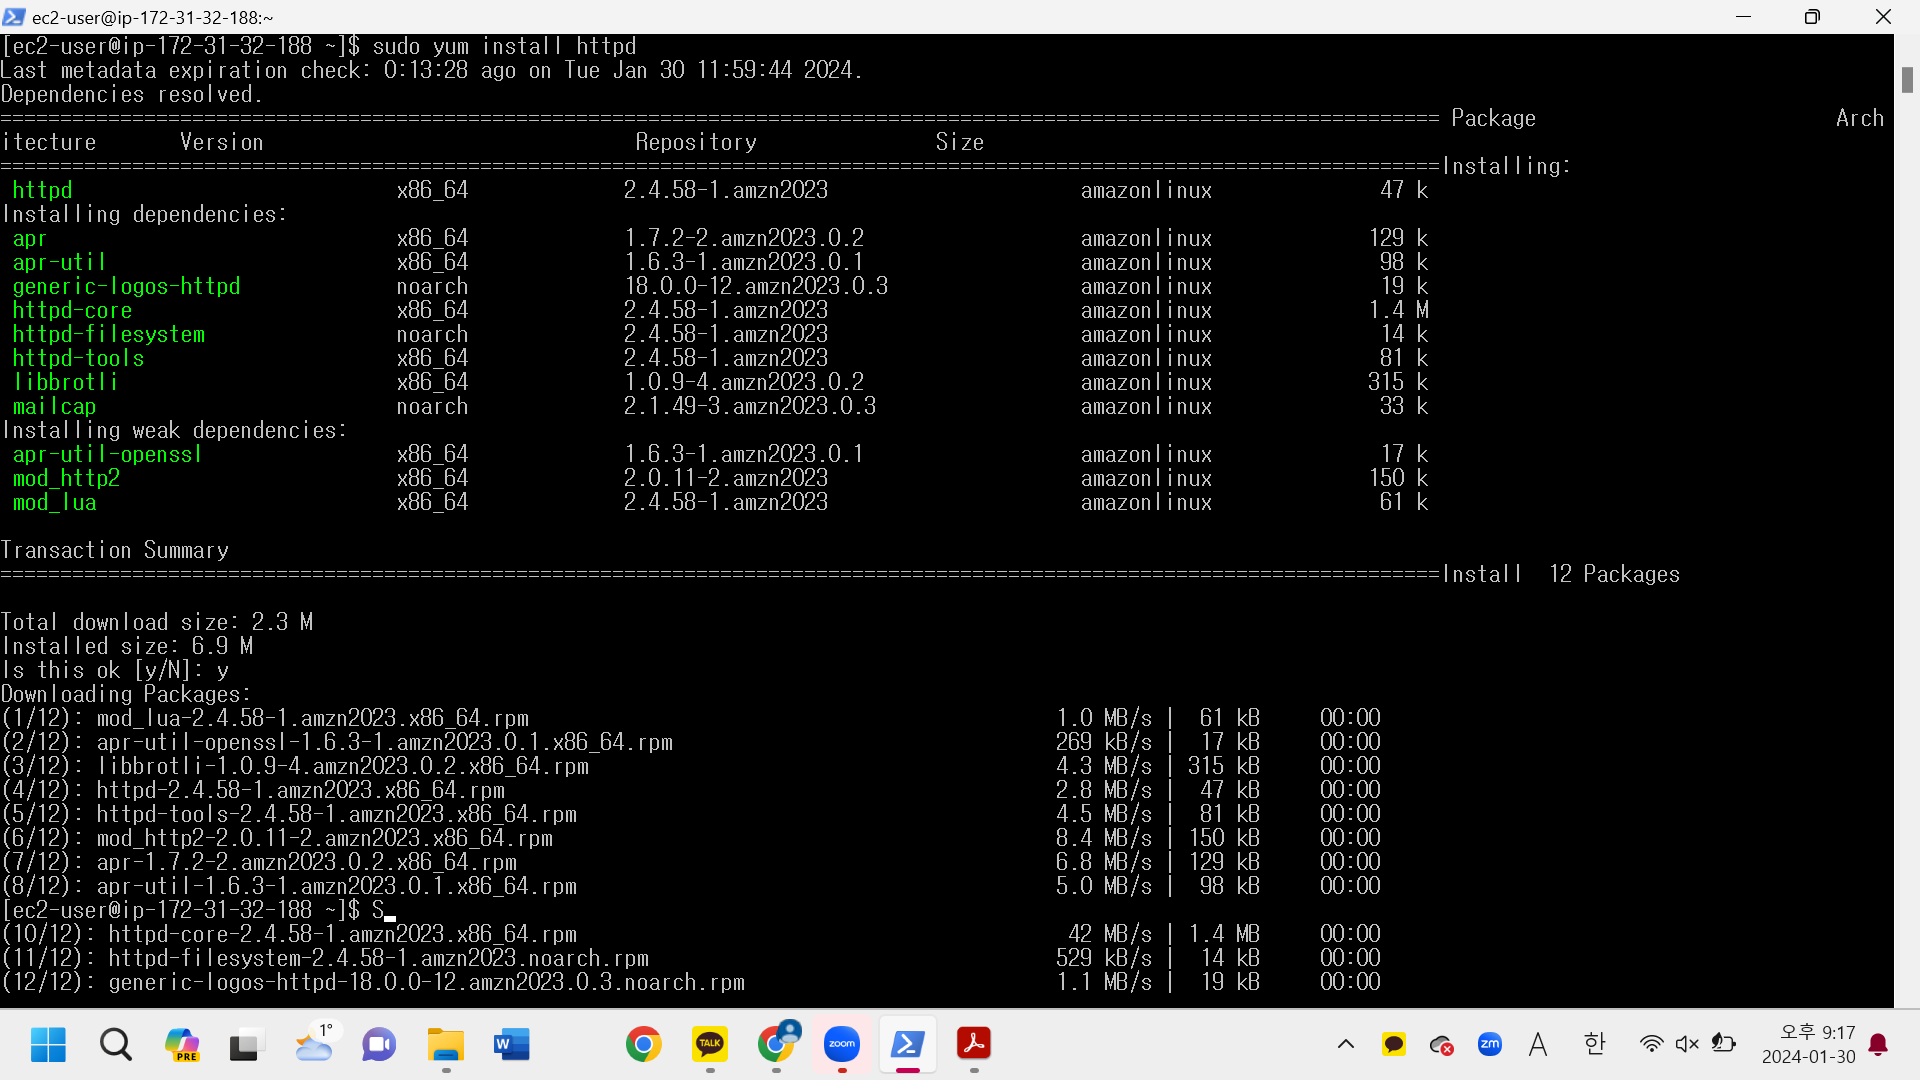 ec2-user@ip-172-31-32-188:~
[ec2-user@ip-172-31-32-188 ~]$ sudo yum install httpd
Last metadata expiration check: 0:13:28 ago on Tue Jan 30 11:59:44 2024.
Dependencies resolved.
======================================================================================================================== Package                         Arch
itecture       Version                               Repository               Size
========================================================================================================================Installing:
httpd x86_64 2.4.58-1.amzn2023 amazonlinux 47 k
Installing dependencies:
apr x86_64 1.7.2-2.amzn2023.0.2 amazonlinux 129 k
apr-util x86_64 1.6.3-1.amzn2023.0.1 amazonlinux 98 k
generic-logos-httpd noarch 18.0.0-12.amzn2023.0.3 amazonlinux 19 k
httpd-core x86_64 2.4.58-1.amzn2023 amazonlinux 1.4 M
httpd-filesystem noarch 2.4.58-1.amzn2023 amazonlinux 14 k
httpd-tools x86_64 2.4.58-1.amzn2023 amazonlinux 81 k
libbrotli x86_64 1.0.9-4.amzn2023.0.2 amazonlinux 315 k
mailcap noarch 2.1.49-3.amzn2023.0.3 amazonlinux 33 k
Installing weak dependencies:
apr-util-openssl x86_64 1.6.3-1.amzn2023.0.1 amazonlinux 17 k
mod_http2 x86_64 2.0.11-2.amzn2023 amazonlinux 150 k
mod_lua x86_64 2.4.58-1.amzn2023 amazonlinux 61 k
Transaction Summary
========================================================================================================================Install  12 Packages
Total download size: 2.3 M
Installed size: 6.9 M
Is this ok [y/N]: y
Downloading Packages:
(1/12): mod_lua-2.4.58-1.amzn2023.x86_64.rpm 1.0 MB/s | 61 kB 00:00
(2/12): apr-util-openssl-1.6.3-1.amzn2023.0.1.x86_64.rpm 269 kB/s | 17 kB 00:00
(3/12): libbrotli-1.0.9-4.amzn2023.0.2.x86_64.rpm 4.3 MB/s | 315 kB 00:00
(4/12): httpd-2.4.58-1.amzn2023.x86_64.rpm 2.8 MB/s | 47 kB 00:00
(5/12): httpd-tools-2.4.58-1.amzn2023.x86_64.rpm 4.5 MB/s | 81 kB 00:00
(6/12): mod_http2-2.0.11-2.amzn2023.x86_64.rpm 8.4 MB/s | 150 kB 00:00
(7/12): apr-1.7.2-2.amzn2023.0.2.x86_64.rpm 6.8 MB/s | 129 kB 00:00
(8/12): apr-util-1.6.3-1.amzn2023.0.1.x86_64.rpm 5.0 MB/s | 98 kB 00:00
[ec2-user@ip-172-31-32-188 ~]$ S
(10/12): httpd-core-2.4.58-1.amzn2023.x86_64.rpm 42 MB/s | 1.4 MB 00:00
(11/12): httpd-filesystem-2.4.58-1.amzn2023.noarch.rpm 529 kB/s | 14 kB 00:00
(12/12): generic-logos-httpd-18.0.0-12.amzn2023.0.3.noarch.rpm 1.1 MB/s | 19 kB 00:00
PRE
1°
W
TALK
zoom
zm
A
한
오후 9:17
2024-01-30